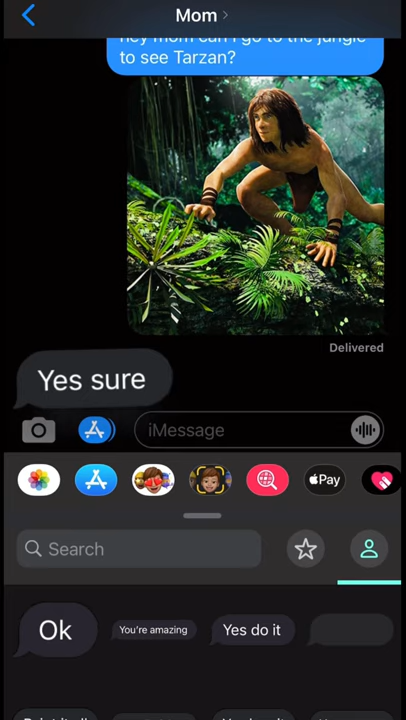 Mom
hey mom can I go to the jungle
to see Tarzan?
Delivered
Yes sure
iMessage
Pay
Search
Ok
You're amazing
Yes do it